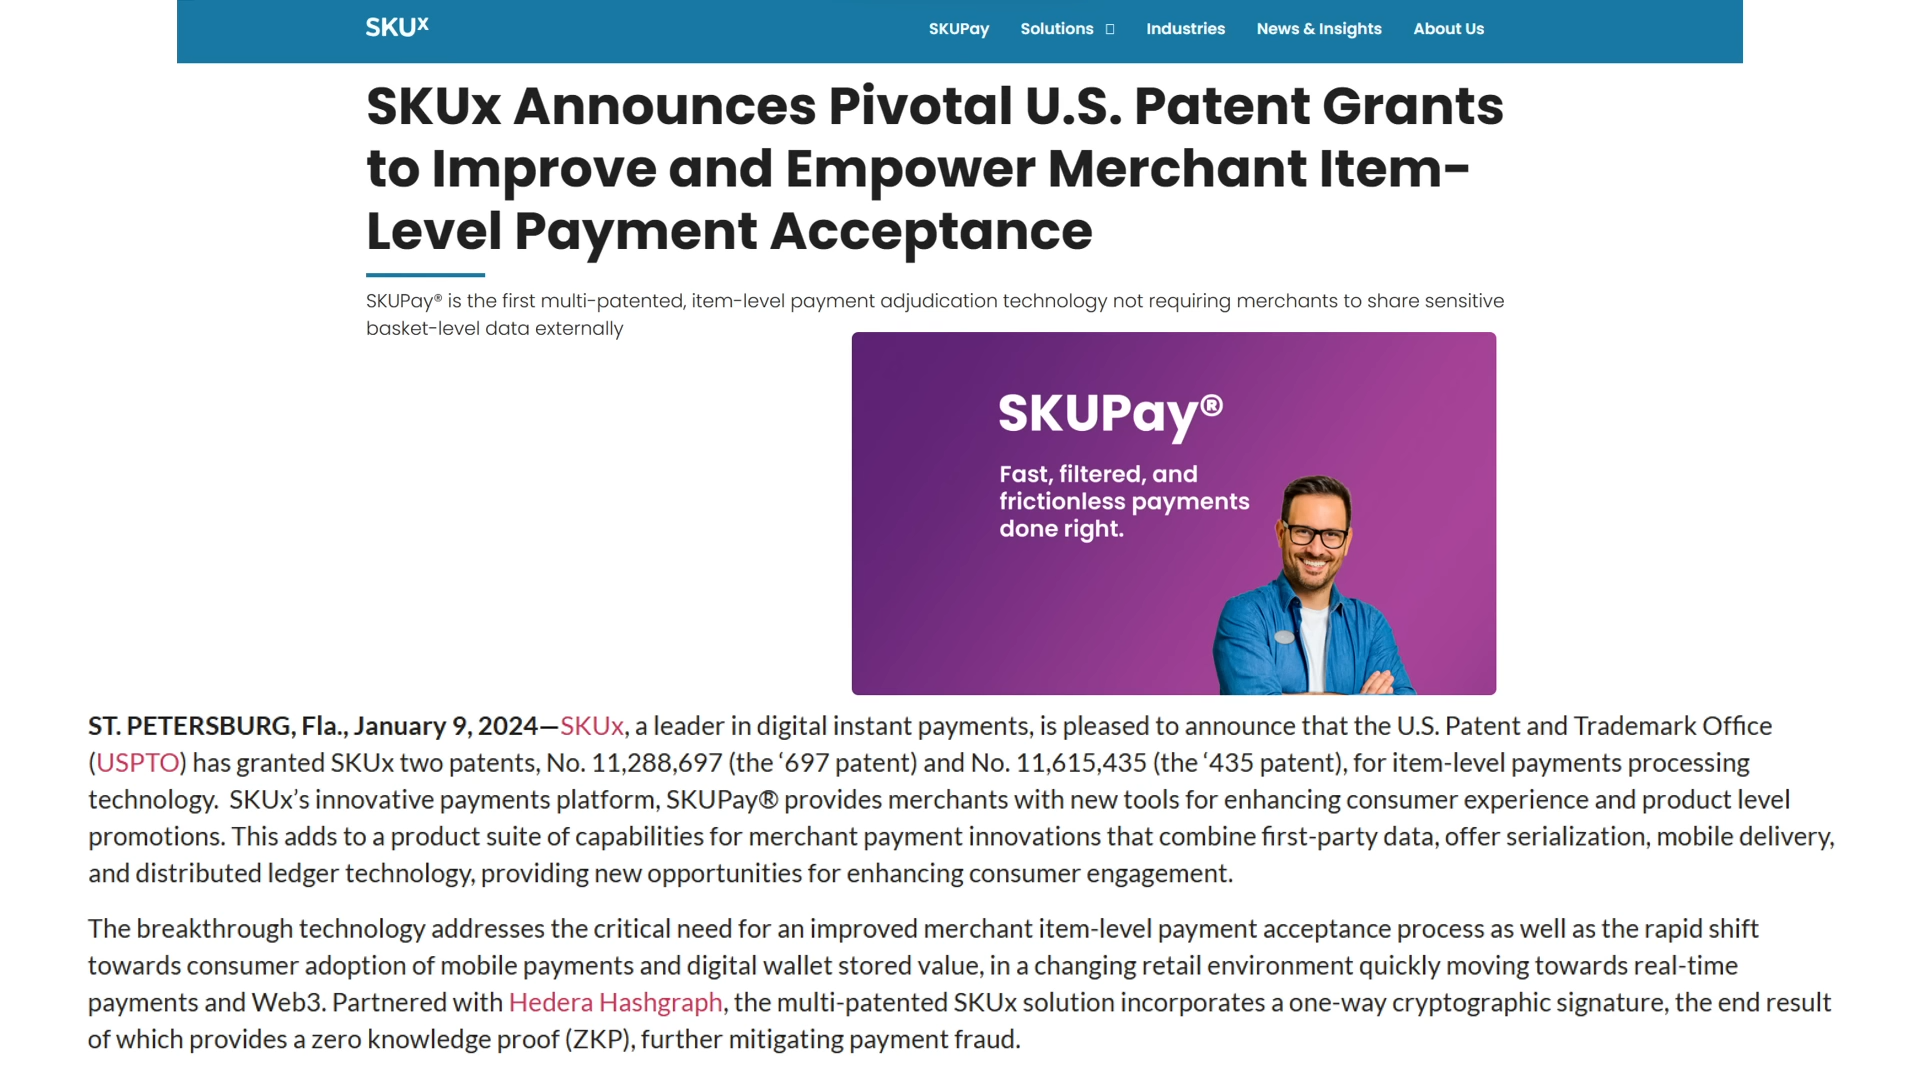 SKUx
SKUPay Solutions Industries News & Insights About Us
SKUx Announces Pivotal U.S. Patent Grants
to Improve and Empower Merchant Item-
Level Payment Acceptance
SKUPay® is the first multi-patented, item-level payment adjudication technology not requiring merchants to share sensitive
basket-level data externally
SKUPay®
Fast, filtered, and
frictionless payments
done right.
ST. PETERSBURG, Fla., January 9, 2024—SKUx, a leader in digital instant payments, is pleased to announce that the U.S. Patent and Trademark Office
(USPTO) has granted SKUx two patents, No. 11,288,697 (the ‘697 patent) and No. 11,615,435 (the ‘435 patent), for item-level payments processing
technology.  SKUx’s innovative payments platform, SKUPay® provides merchants with new tools for enhancing consumer experience and product level
promotions. This adds to a product suite of capabilities for merchant payment innovations that combine first-party data, offer serialization, mobile delivery,
and distributed ledger technology, providing new opportunities for enhancing consumer engagement.
The breakthrough technology addresses the critical need for an improved merchant item-level payment acceptance process as well as the rapid shift
towards consumer adoption of mobile payments and digital wallet stored value, in a changing retail environment quickly moving towards real-time
payments and Web3. Partnered with Hedera Hashgraph, the multi-patented SKUx solution incorporates a one-way cryptographic signature, the end result
of which provides a zero knowledge proof (ZKP), further mitigating payment fraud.